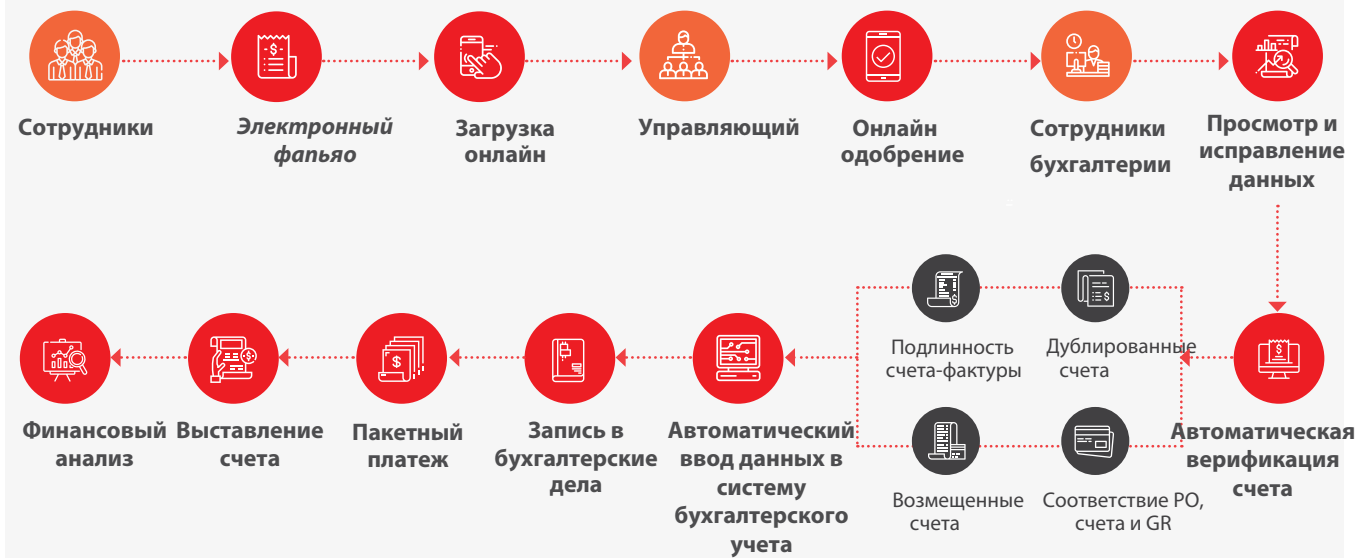 Сотрудники
Электронный
фапьяо
Загрузка
онлайн
Управляющий
Онлайн
одобрение
Сотрудники
бухгалтерии
Просмотр и
исправление
данных
Автоматическая
верификация
счета
Подлинность
счета-фактуры
Дублированные
счета
Возмещенные
счета
Соответствие PO,
счета и GR
Автоматический
ввод данных в
систему
бухгалтерского
учета
Запись в
бухгалтерские
дела
Пакетный
платеж
Выставление
счета
Финансовый
анализ